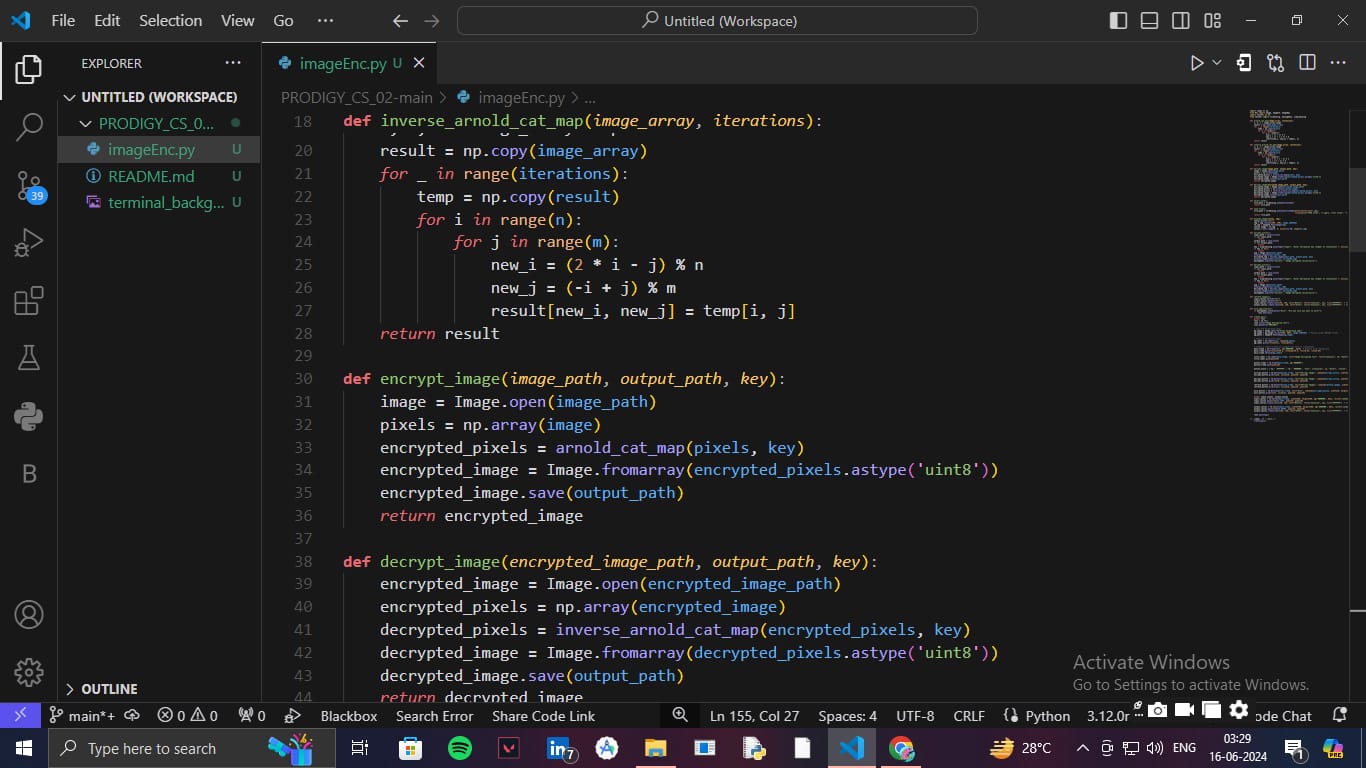 File Edit Selection View Go ··· Untitled (Workspace)
EXPLORER ···
imageEnc.py U
UNTITLED (WORKSPACE)
PRODIGY_CS_0...
imageEnc.py U
README.md U
terminal_backg... U
39
OUTLINE
PRODIGY_CS_02-main > imageEnc.py > ...
18 def inverse_arnold_cat_map(image_array, iterations):
20 result = np.copy(image_array)
21 for _ in range(iterations):
22 temp = np.copy(result)
23 for i in range(n):
24 for j in range(m):
25 new_i = (2 * i - j) % n
26 new_j = (-i + j) % m
27 result[new_i, new_j] = temp[i, j]
28 return result
29
30 def encrypt_image(image_path, output_path, key):
31 image = Image.open(image_path)
32 pixels = np.array(image)
33 encrypted_pixels = arnold_cat_map(pixels, key)
34 encrypted_image = Image.fromarray(encrypted_pixels.astype('uint8'))
35 encrypted_image.save(output_path)
36 return encrypted_image
37
38 def decrypt_image(encrypted_image_path, output_path, key):
39 encrypted_image = Image.open(encrypted_image_path)
40 encrypted_pixels = np.array(encrypted_image)
41 decrypted_pixels = inverse_arnold_cat_map(encrypted_pixels, key)
42 decrypted_image = Image.fromarray(decrypted_pixels.astype('uint8'))
43 decrypted_image.save(output_path)
44 return decrypted_image
Activate Windows
Go to Settings to activate Windows.
main*+ 0 0 0 Blackbox Search Error Share Code Link Ln 155, Col 27 Spaces: 4 UTF-8 CRLF Python 3.12.0 ode Chat
Type here to search 7 28°C ENG 03:29 1
16-06-2024